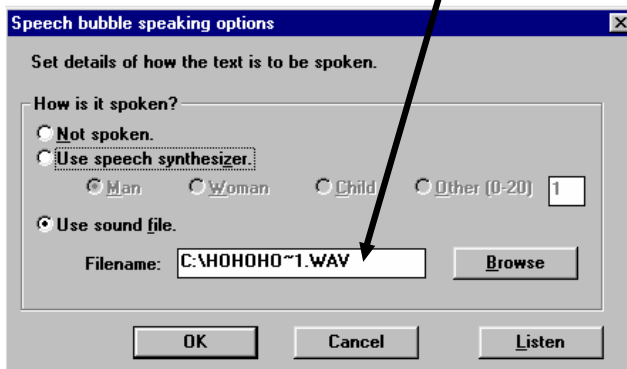 Speech bubble speaking options
Set details of how the text is to be spoken.
How is it spoken?
Not spoken.
Use speech synthesizer.
Man Woman Child Other (0-20) 1
Use sound file.
Filename: C:\HOHOHO~1.WAV Browse
OK Cancel Listen